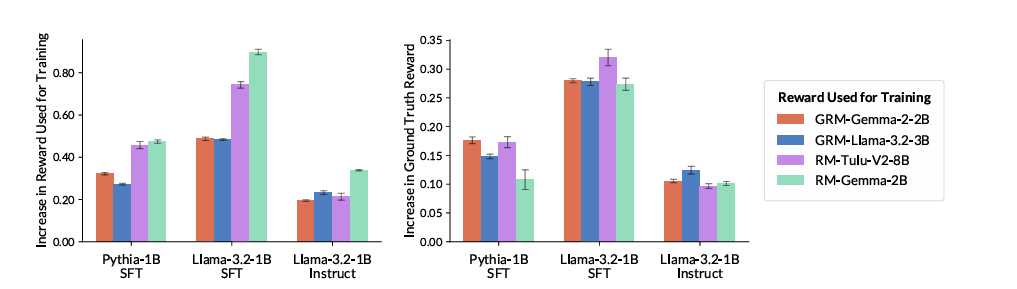 Increase in Reward Used for Training
0.80
0.60
0.40
0.20
0.00
Pythia-1B
SFT
Llama-3.2-1B
SFT
Llama-3.2-1B
Instruct
Increase in Ground Truth Reward
0.35
0.30
0.25
0.20
0.15
0.10
0.05
0.00
Pythia-1B
SFT
Llama-3.2-1B
SFT
Llama-3.2-1B
Instruct
Reward Used for Training
GRM-Gemma-2-2B
GRM-Llama-3.2-3B
RM-Tulu-V2-8B
RM-Gemma-2B